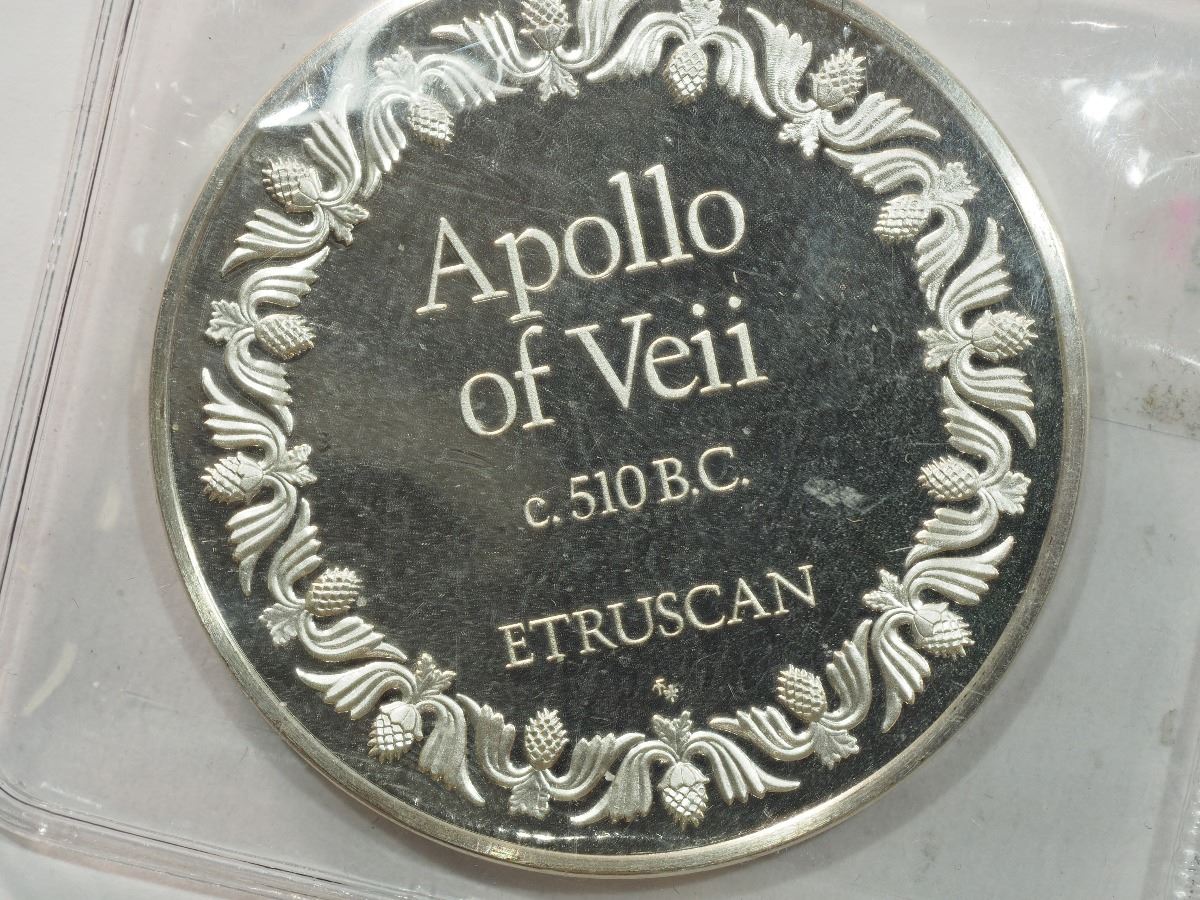 Apollo
of Veii
c. 510 B.C.
ETRUSCAN